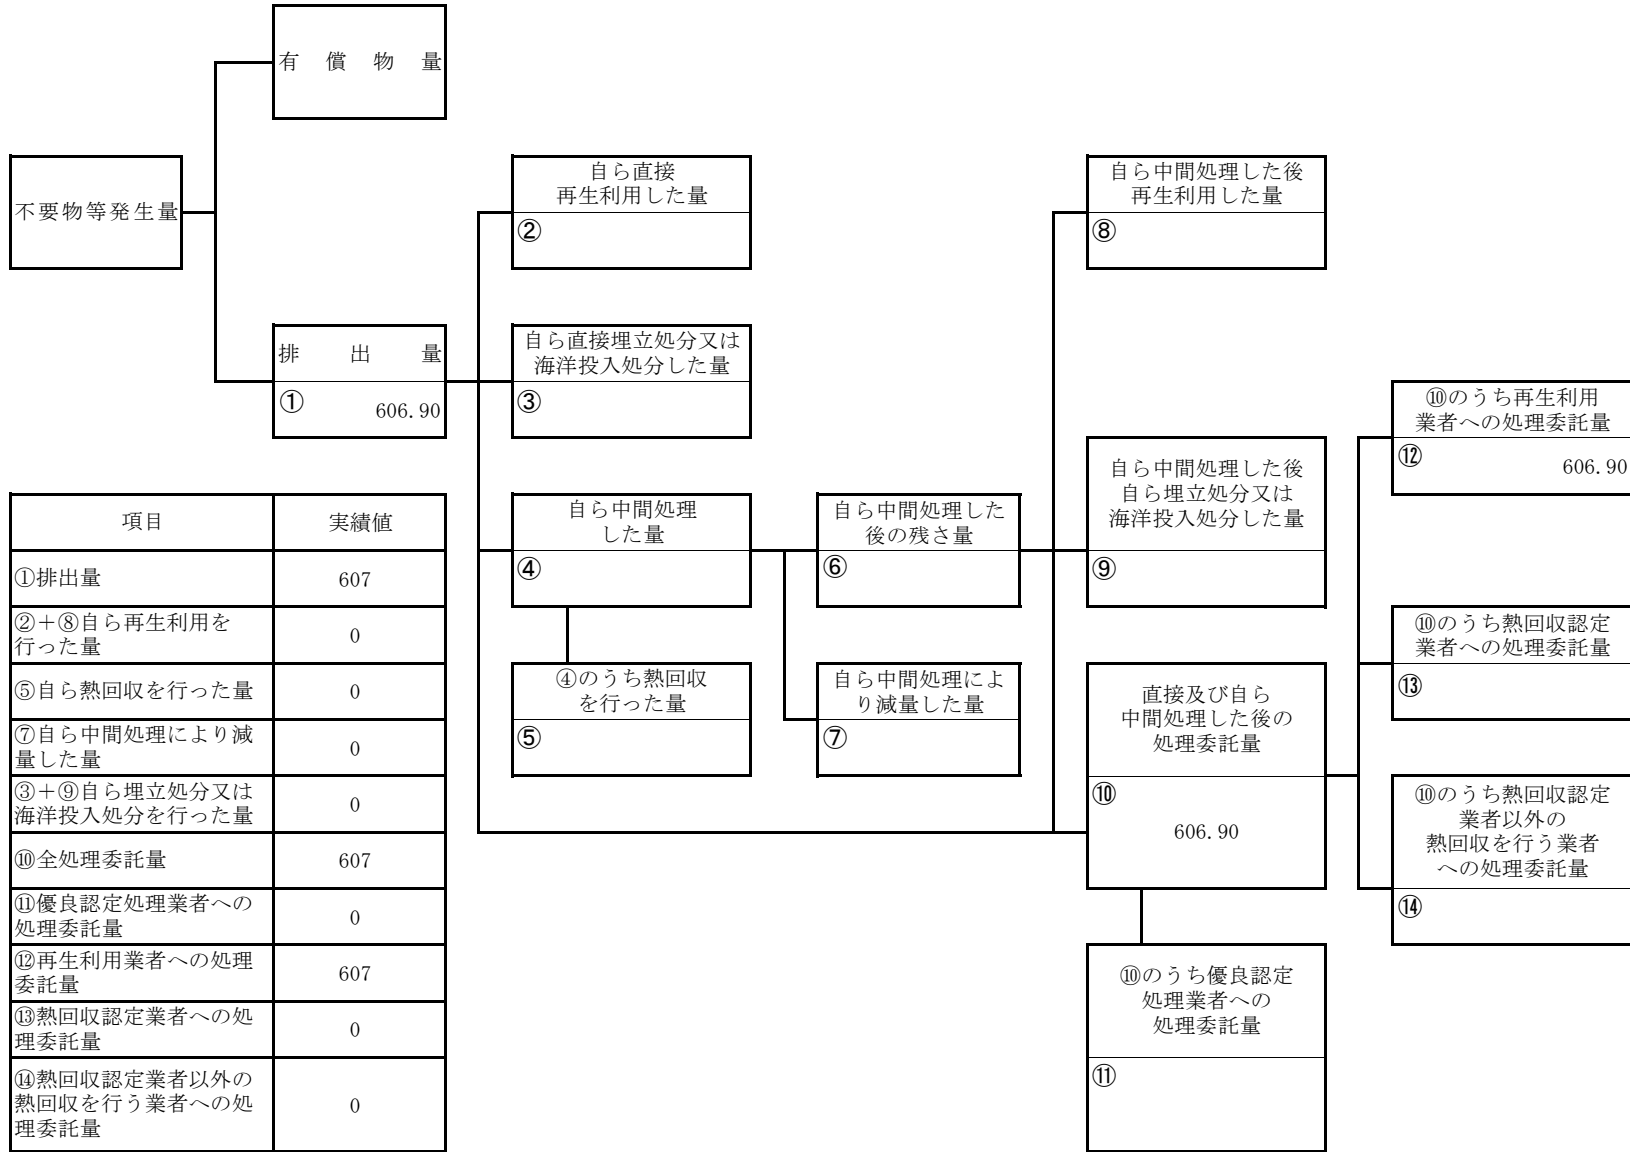 有償物量
不要物等発生量
自ら直接
再生利用した量
②
自ら中間処理した後
再生利用した量
⑧
排出量
①
606.90
自ら直接埋立処分又は
海洋投入処分した量
③
⑩のうち再生利用
業者への処理委託量
⑫
606.90
自ら中間処理
した量
④
自ら中間処理した
後の残さ量
⑥
自ら中間処理した後
自ら埋立処分又は
海洋投入処分した量
⑨
④のうち熱回収
を行った量
⑤
自ら中間処理によ
り減量した量
⑦
直接及び自ら
中間処理した後の
処理委託量
⑩
606.90
⑩のうち熱回収認定
業者への処理委託量
⑬
⑩のうち熱回収認定
業者以外の
熱回収を行う業者
への処理委託量
⑭
⑩のうち優良認定
処理業者への
処理委託量
⑪
項目 実績値
①排出量 607
②＋⑧自ら再生利用を
行った量 0
⑤自ら熱回収を行った量 0
⑦自ら中間処理により減
量した量 0
③＋⑨自ら埋立処分又は
海洋投入処分を行った量 0
⑩全処理委託量 607
⑪優良認定処理業者への
処理委託量 0
⑫再生利用業者への処理
委託量 607
⑬熱回収認定業者への処
理委託量 0
⑭熱回収認定業者以外の
熱回収を行う業者への処
理委託量 0